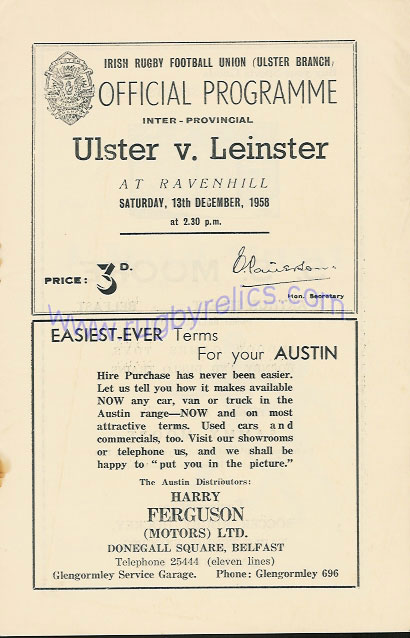 IRISH RUGBY FOOTBALL UNION (ULSTER BRANCH)
OFFICIAL PROGRAMME
INTER-PROVINCIAL
Ulster v. Leinster
AT RAVENHILL
SATURDAY, 13th DECEMBER, 1958
at 2.30 p.m.
PRICE: 3D.
Hon. Secretary
www.rugbyrelics.com
EASIEST-EVER Terms
For your AUSTIN
Hire Purchase has never been easier.
Let us tell you how it makes available
NOW any car, van or truck in the
Austin range—NOW and on most
attractive terms. Used cars and
commercials, too. Visit our showrooms
or telephone us, and we shall be
happy to "put you in the picture."
The Austin Distributors:
HARRY
FERGUSON
(MOTORS) LTD.
DONEGALL SQUARE, BELFAST
Telephone 25444 (eleven lines)
Glengormley Service Garage. Phone: Glengormley 696